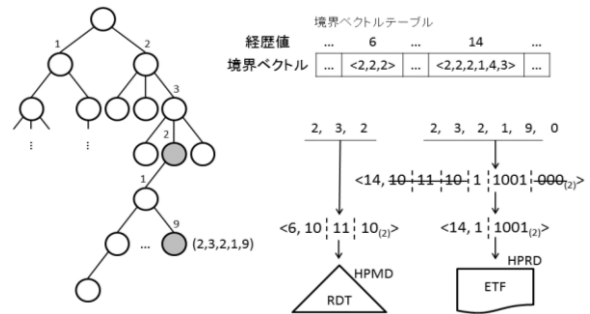 境界ベクトルテーブル
経歴値 ... 6 ... 14 ...
境界ベクトル ... <2,2,2> ... <2,2,2,1,4,3> ...
1 2
3
2
1
9
... (2,3,2,1,9)
2, 3, 2
2, 3, 2, 1, 9, 0
<14, 10 11 10 1 1001 000(2)>
<6, 10 11 10(2)>
<14, 1 1001(2)>
HPMD
RDT
HPRD
ETF